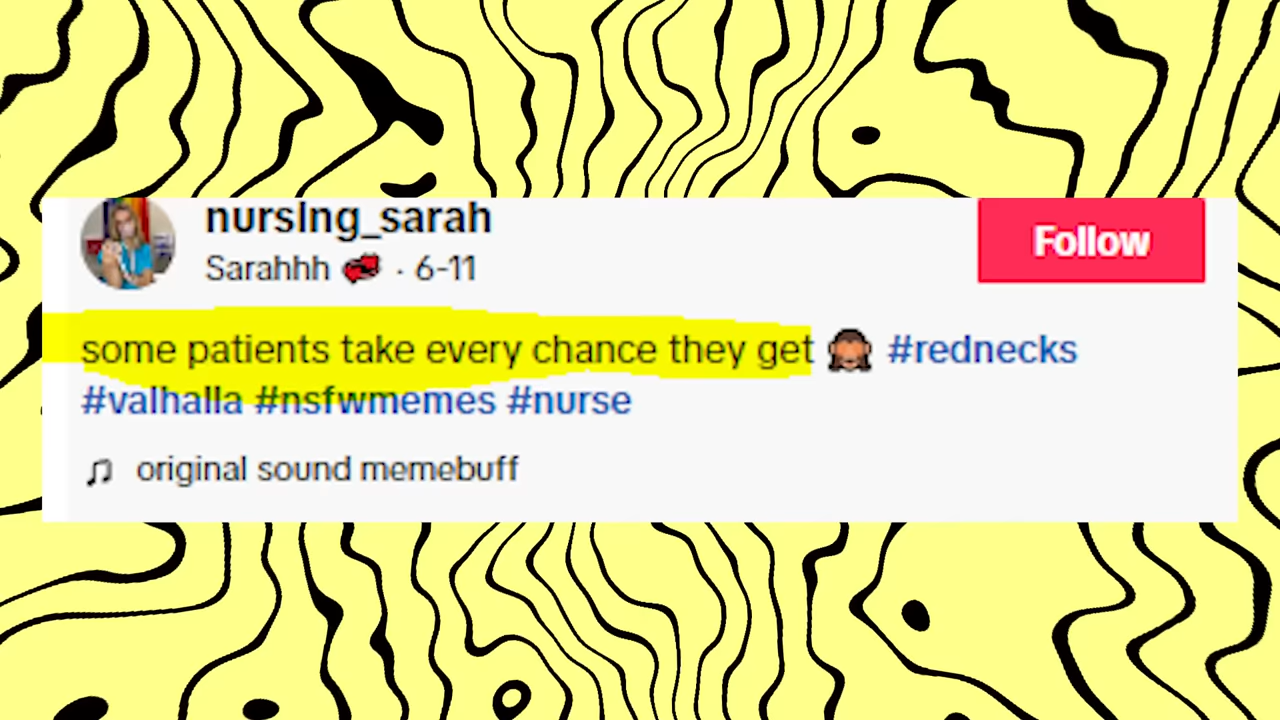 nursIng_sarah
Follow
Sarahhh 💞 · 6-11
some patients take every chance they get 🙈 #rednecks
#valhalla #nsfwmemes #nurse
original sound memebuff